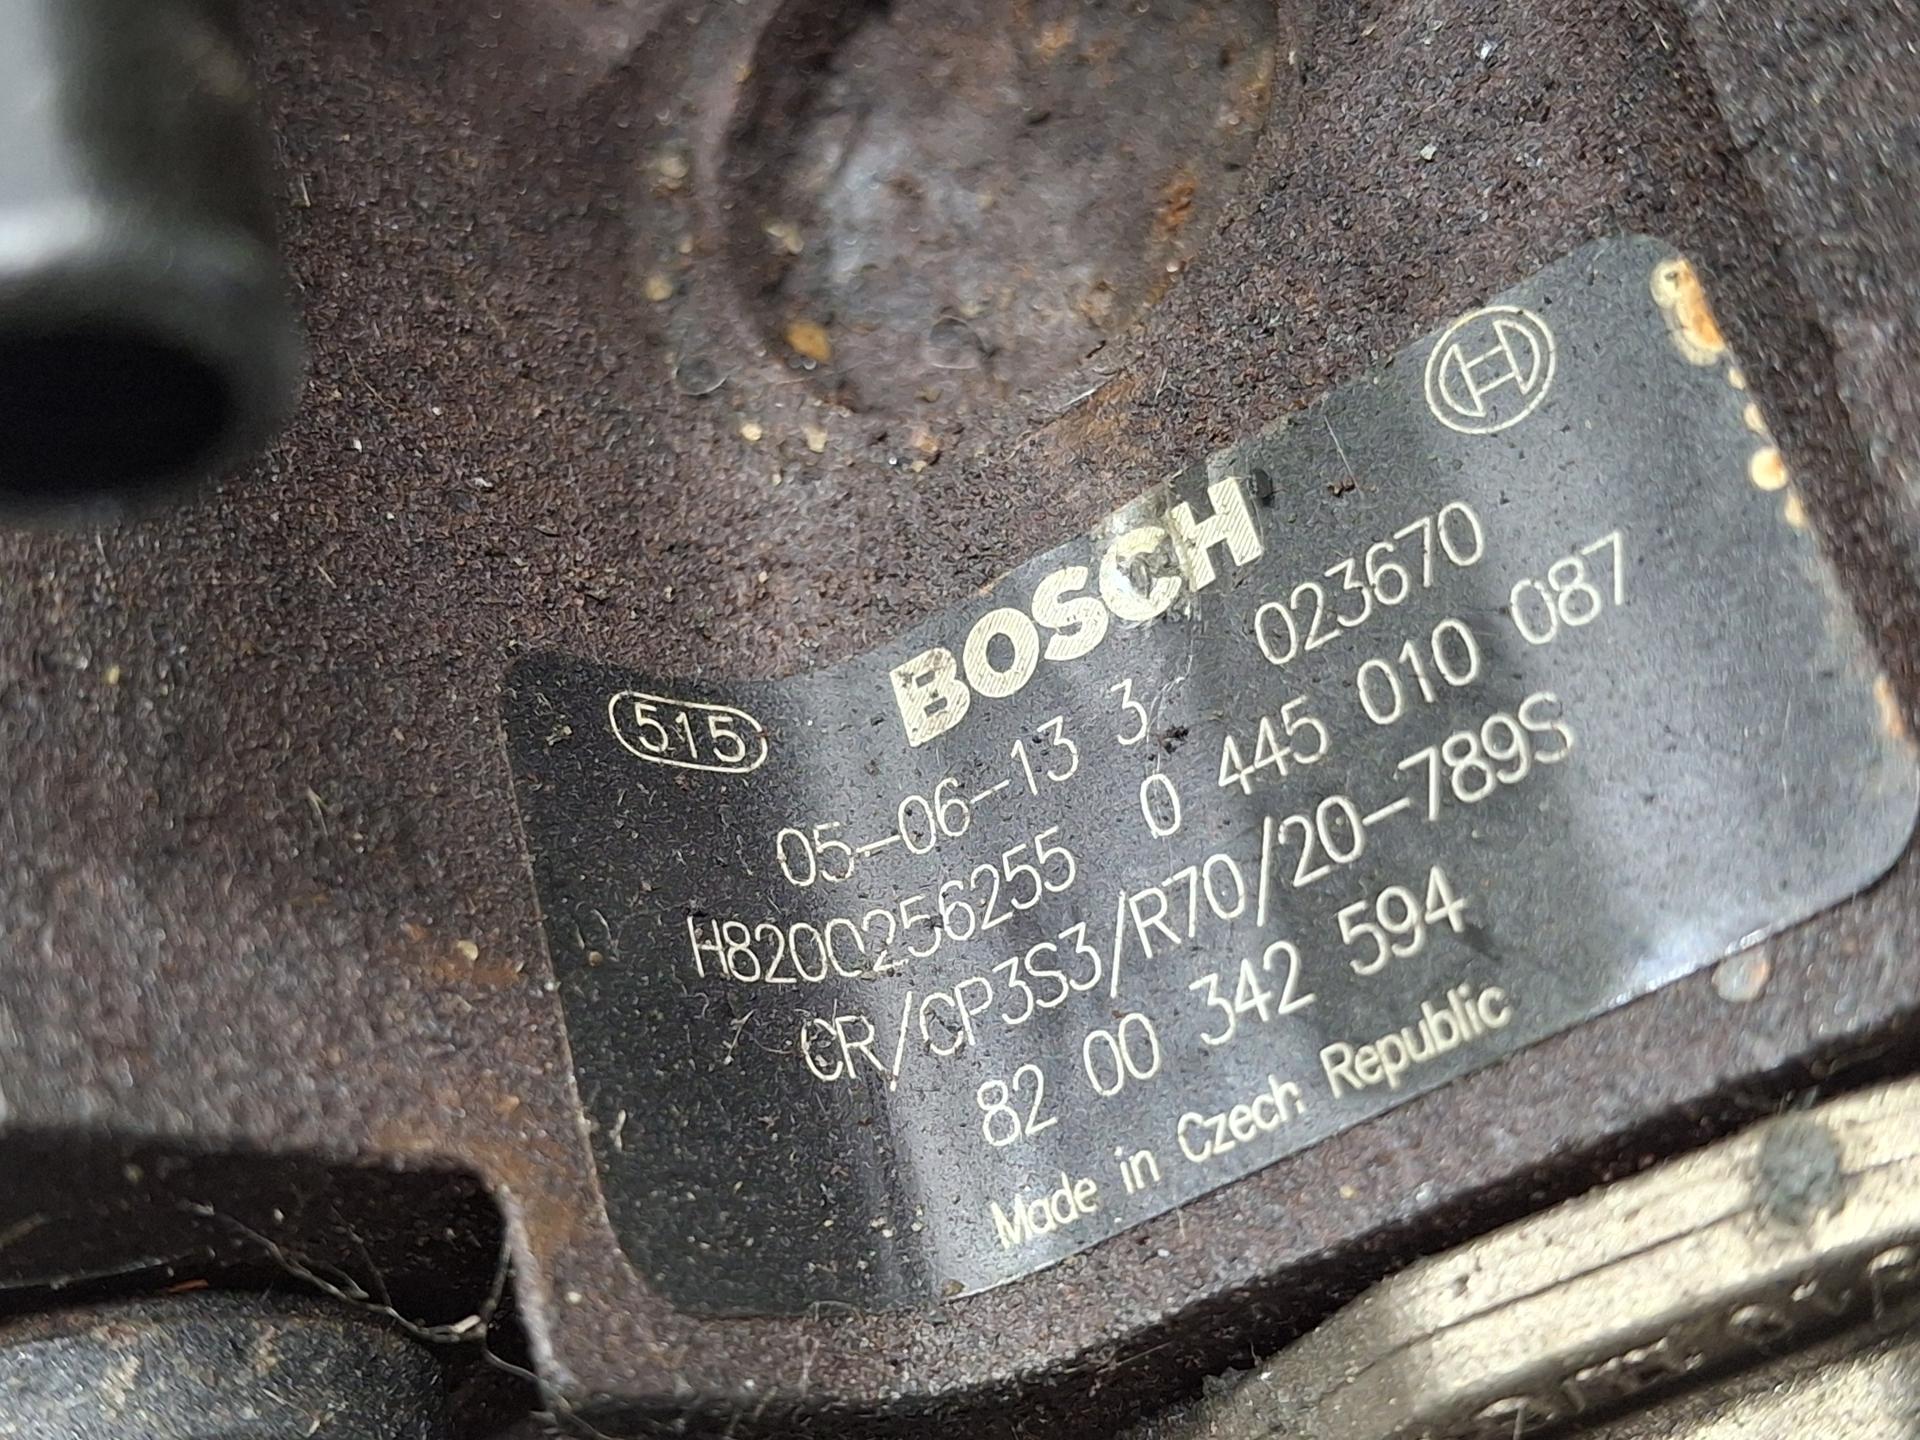 BOSCH
515
05-06-13 3 023670
H8200256255 0 445 010 087
CR/CP3S3/R70/20-789S
82 00 342 594
Made in Czech Republic